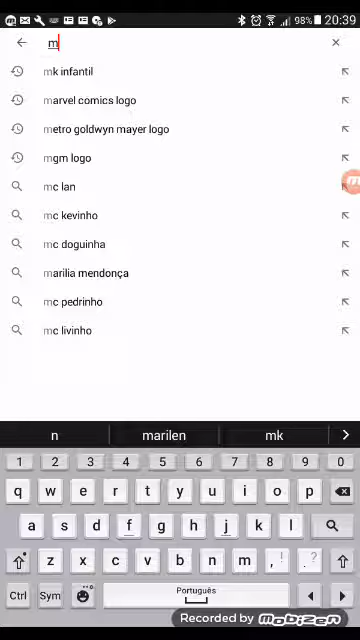 98% 20:39
m
mk infantil
marvel comics logo
metro goldwyn mayer logo
mgm logo
mc lan
mc kevinho
mc doguinha
marilia mendonça
mc pedrinho
mc livinho
n marilen mk
1 2 3 4 5 6 7 8 9 0
q w e r t y u i o p
a s d f g h j k l
z x c v b n m , ! . ?
Ctrl Sym Português
Recorded by Mobizen